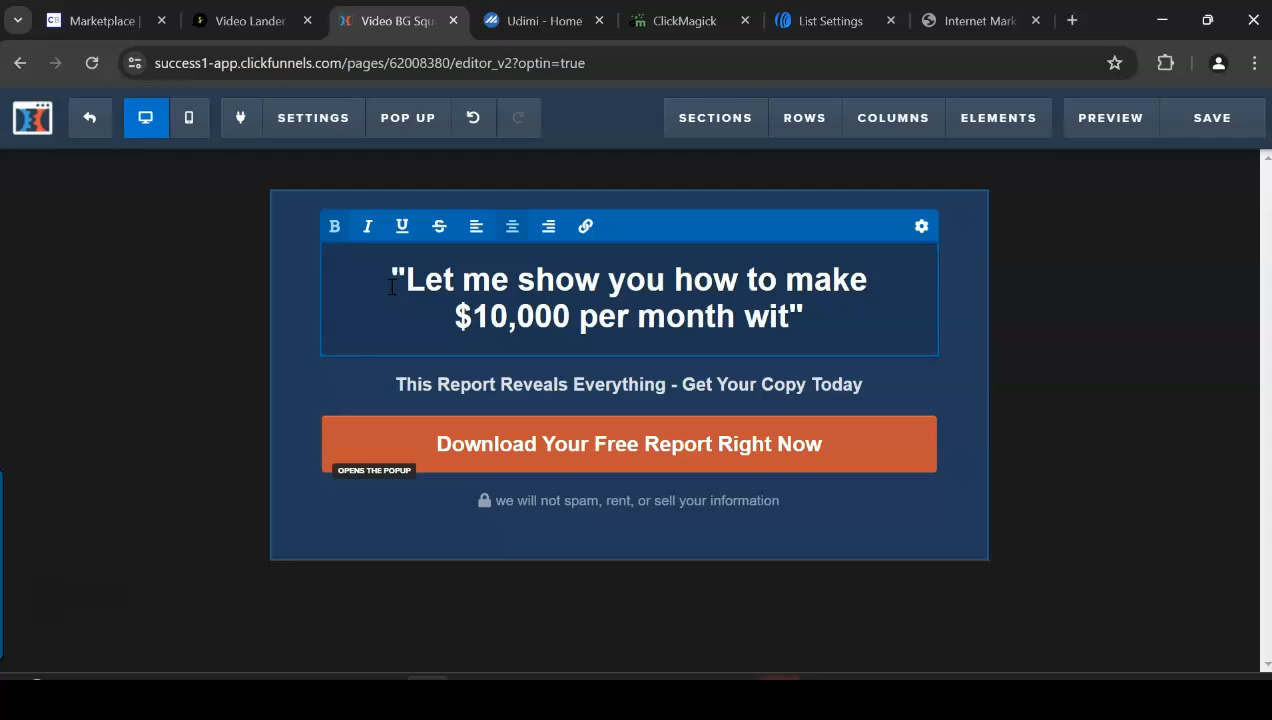 Marketplace |
Video Lander
Video BG Squ
Udimi - Home
ClickMagick
List Settings
Internet Mark
success1-app.clickfunnels.com/pages/62008380/editor_v2?optin=true
SETTINGS
POP UP
SECTIONS
ROWS
COLUMNS
ELEMENTS
PREVIEW
SAVE
B I U S
"Let me show you how to make
$10,000 per month wit"
This Report Reveals Everything - Get Your Copy Today
Download Your Free Report Right Now
OPENS THE POPUP
we will not spam, rent, or sell your information